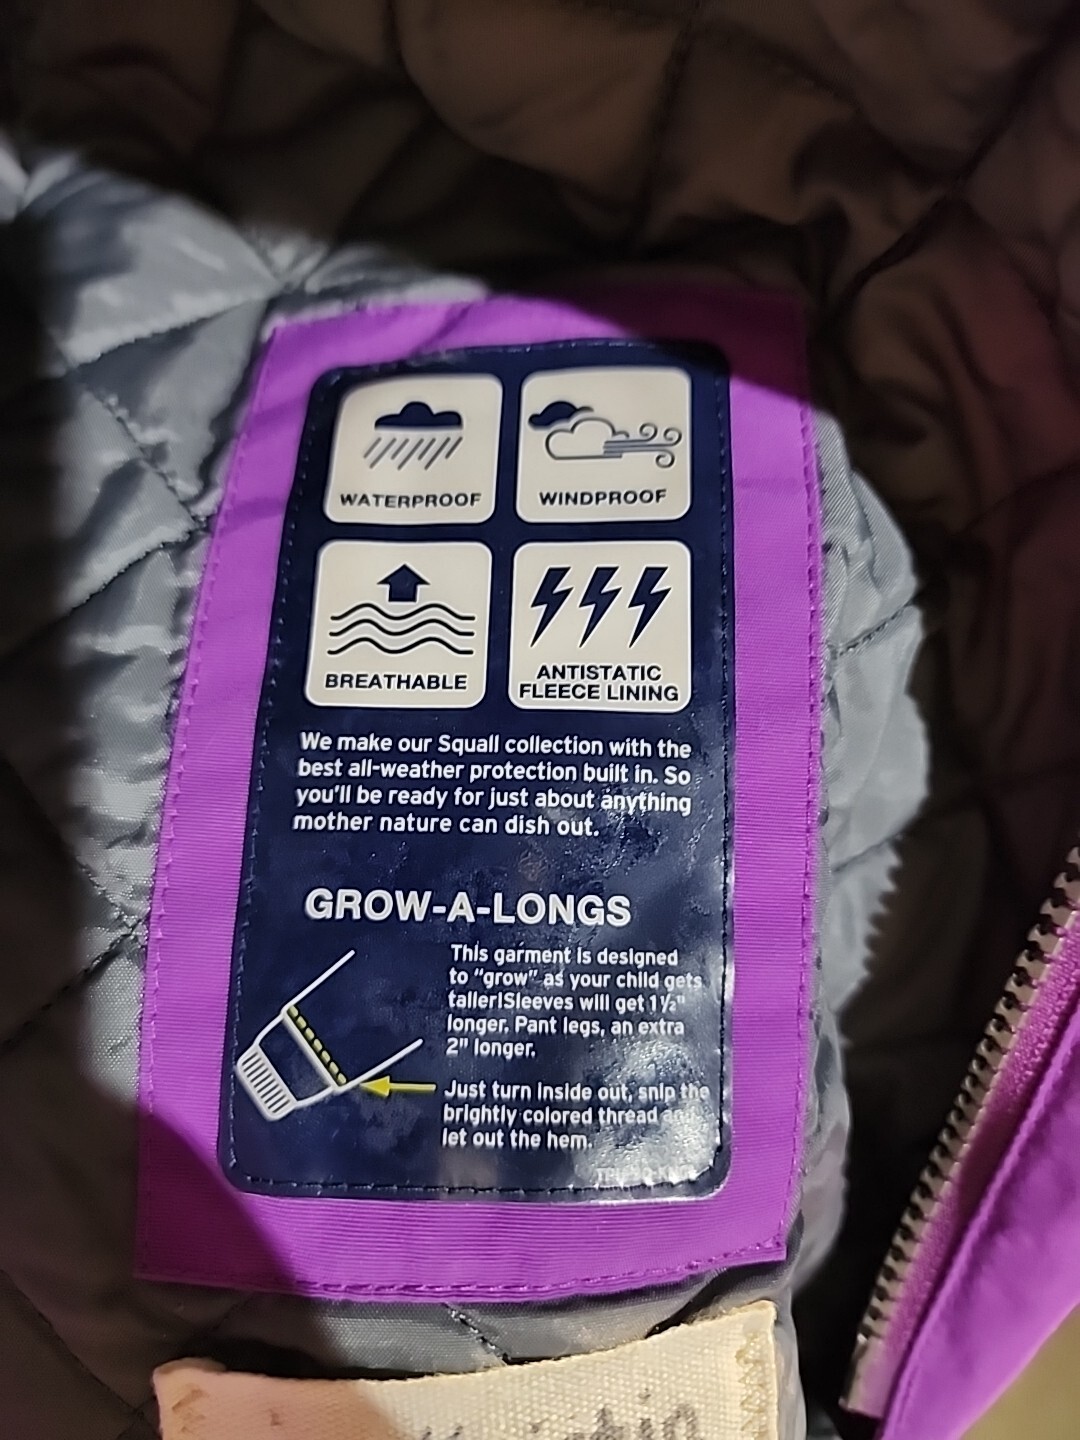 WATERPROOF
WINDPROOF
BREATHABLE
ANTISTATIC
FLEECE LINING
We make our Squall collection with the
best all-weather protection built in. So
you'll be ready for just about anything
mother nature can dish out.
GROW-A-LONGS
This garment is designed
to "grow" as your child gets
taller!Sleeves will get 1½"
longer. Pant legs, an extra
2" longer.
Just turn inside out, snip the
brightly colored thread and
let out the hem.